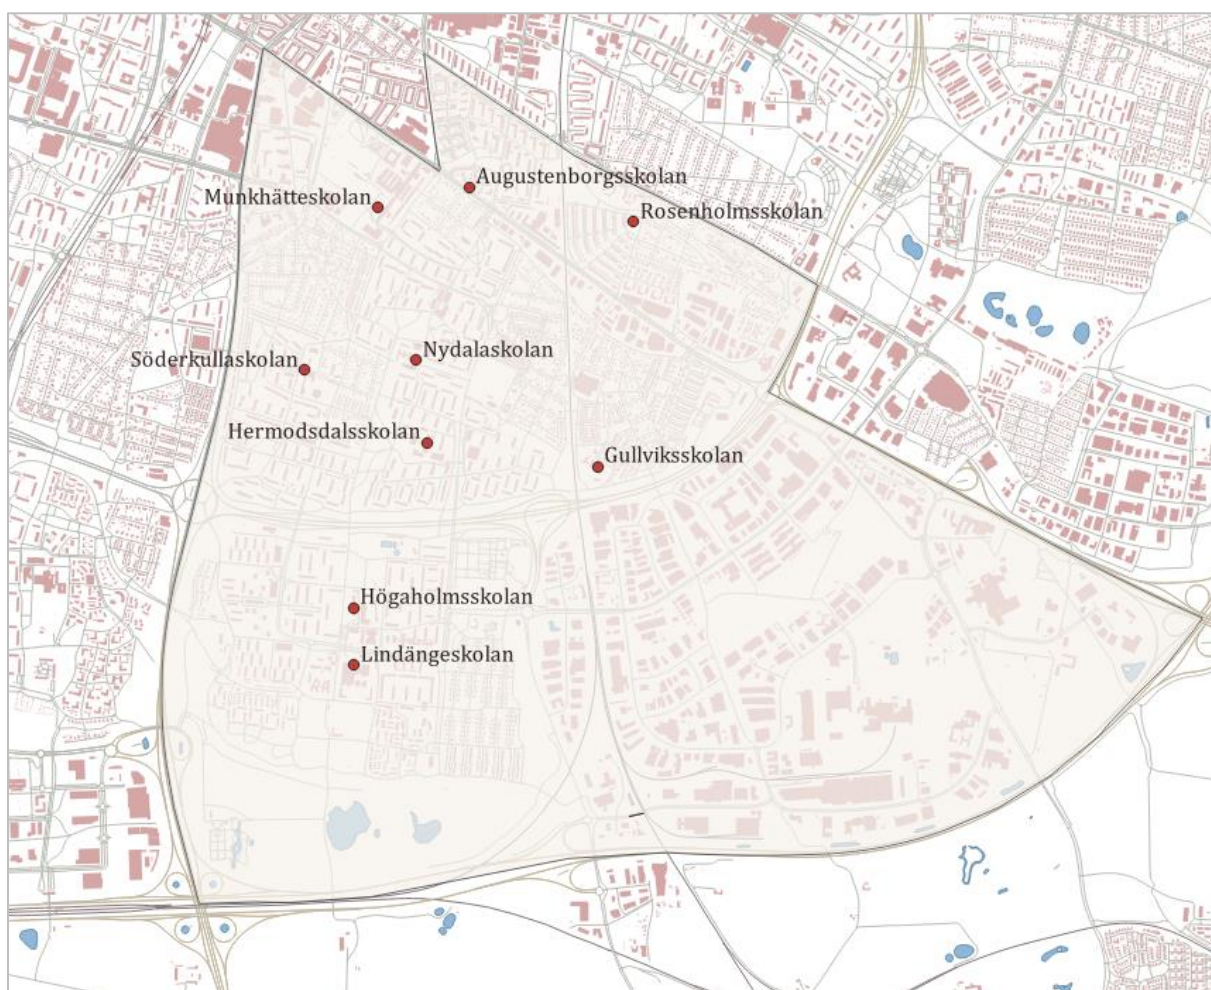 Augustenborgsskolan
Munkhätteskolan
Rosenholmsskolan
Nydalaskolan
Söderkullaskolan
Hermodsdalsskolan
Gullviksskolan
Högaholmsskolan
Lindängeskolan